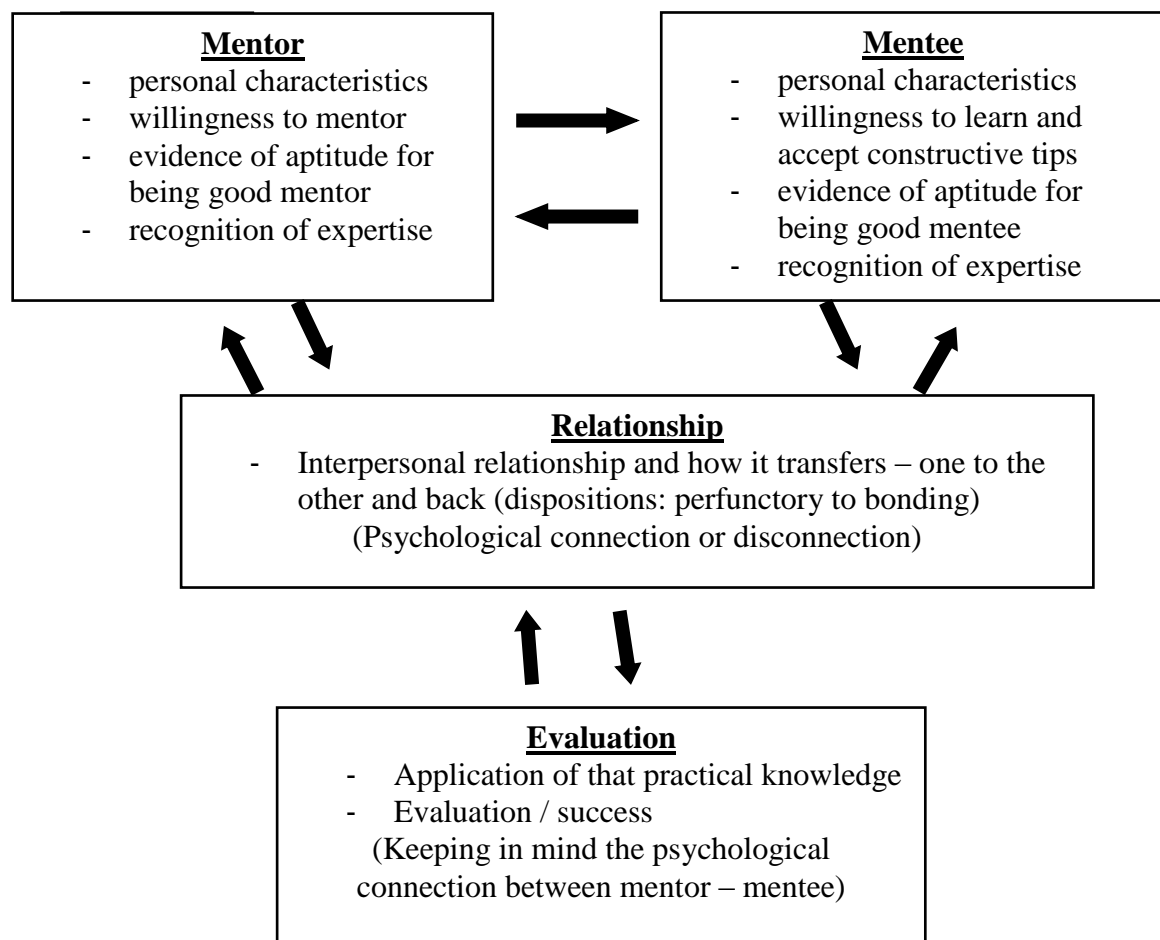 Mentor
- personal characteristics
- willingness to mentor
- evidence of aptitude for
being good mentor
- recognition of expertise
Mentee
- personal characteristics
- willingness to learn and
accept constructive tips
- evidence of aptitude for
being good mentee
- recognition of expertise
Relationship
- Interpersonal relationship and how it transfers – one to the
other and back (dispositions: perfunctory to bonding)
(Psychological connection or disconnection)
Evaluation
- Application of that practical knowledge
- Evaluation / success
(Keeping in mind the psychological
connection between mentor – mentee)